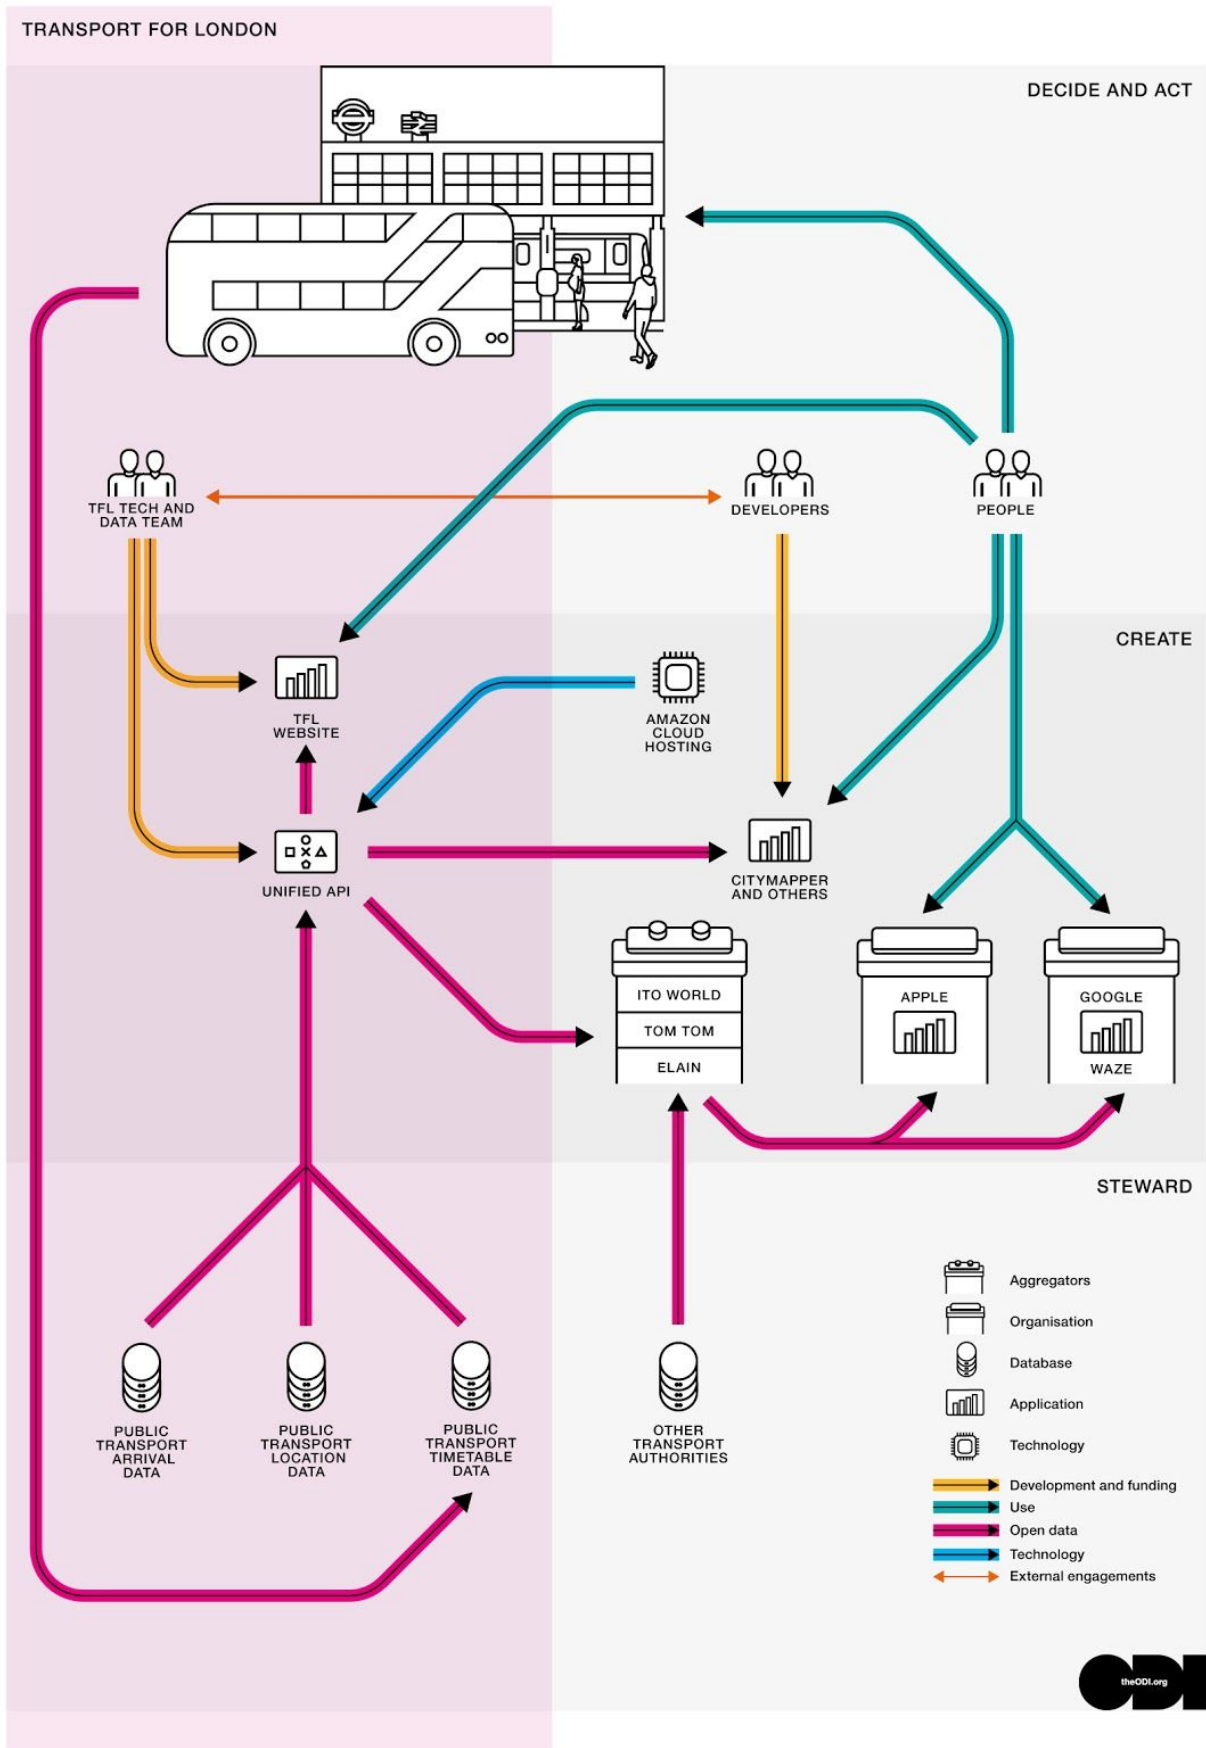 TRANSPORT FOR LONDON
DECIDE AND ACT
TFL TECH AND
DATA TEAM
DEVELOPERS
PEOPLE
CREATE
TFL
WEBSITE
AMAZON
CLOUD
HOSTING
UNIFIED API
CITYMAPPER
AND OTHERS
ITO WORLD
TOM TOM
ELAIN
APPLE
GOOGLE
WAZE
STEWARD
PUBLIC
TRANSPORT
ARRIVAL
DATA
PUBLIC
TRANSPORT
LOCATION
DATA
PUBLIC
TRANSPORT
TIMETABLE
DATA
OTHER
TRANSPORT
AUTHORITIES
Aggregators
Organisation
Database
Application
Technology
Development and funding
Use
Open data
Technology
External engagements
ODI
theODI.org